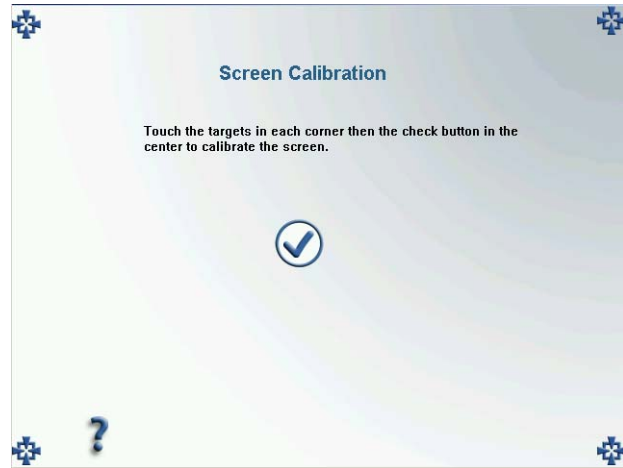 Screen Calibration
Touch the targets in each corner then the check button in the
center to calibrate the screen.
?